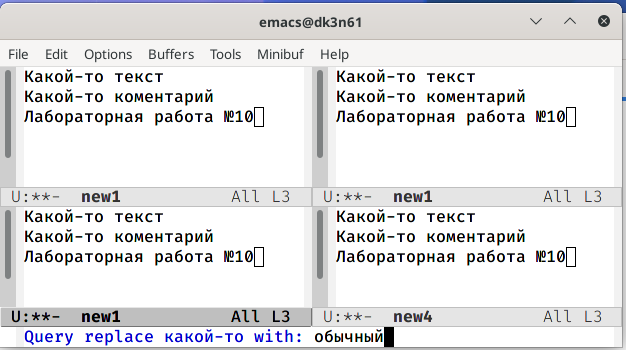 emacs@dk3n61
File Edit Options Buffers Tools Minibuf Help
Какой-то текст
Какой-то коментарий
Лабораторная работа №10
U:**- new1 All L3
Какой-то текст
Какой-то коментарий
Лабораторная работа №10
U:**- new1 All L3
Какой-то текст
Какой-то коментарий
Лабораторная работа №10
U:**- new1 All L3
Какой-то текст
Какой-то коментарий
Лабораторная работа №10
U:**- new4 All L3
Query replace какой-то with: обычный